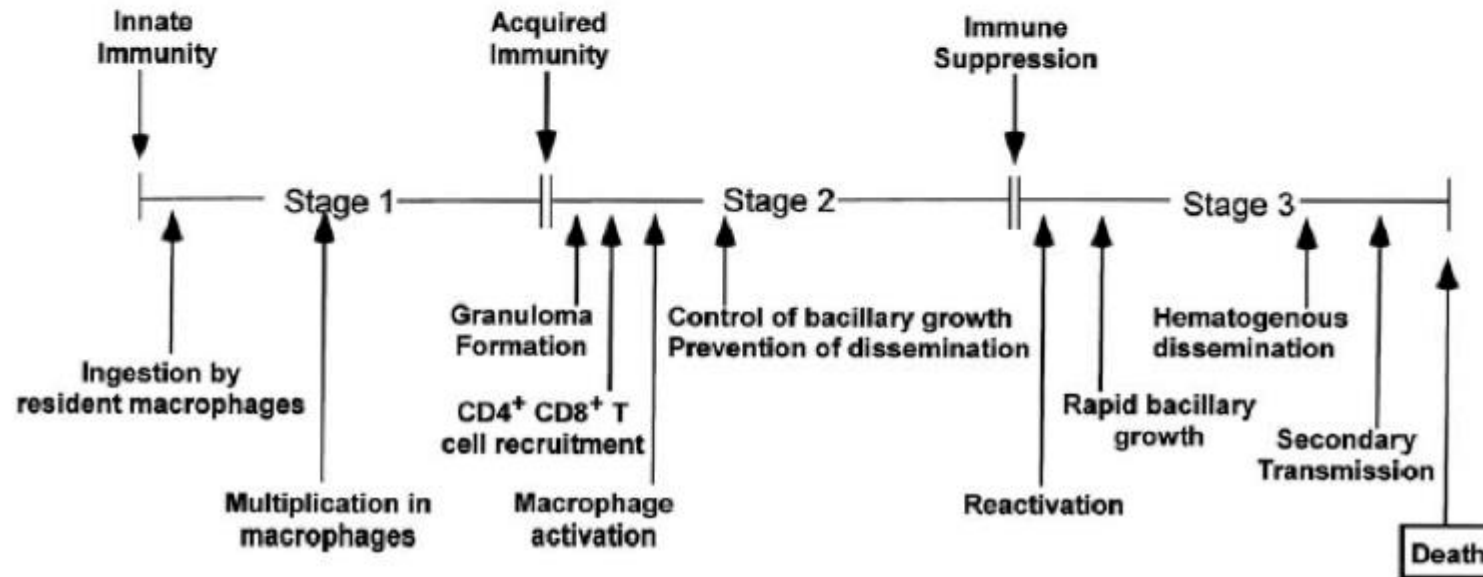 Innate
Immunity
Acquired
Immunity
Immune
Suppression
Stage 1
Stage 2
Stage 3
Ingestion by
resident macrophages
Multiplication in
macrophages
Granuloma
Formation
CD4⁺ CD8⁺ T
cell recruitment
Macrophage
activation
Control of bacillary growth
Prevention of dissemination
Reactivation
Rapid bacillary
growth
Hematogenous
dissemination
Secondary
Transmission
Death